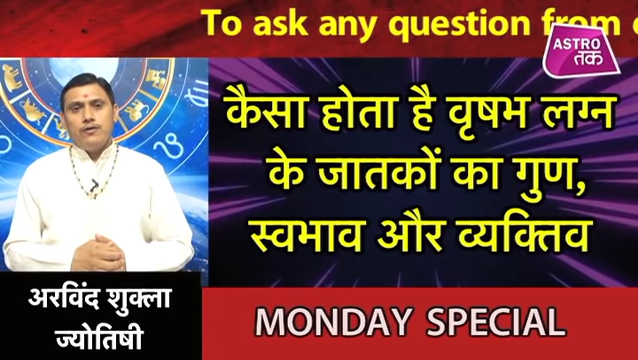 To ask any question from
ASTRO
तक
कैसा होता है वृषभ लग्न
के जातकों का गुण,
स्वभाव और व्यक्तिव
अरविंद शुक्ला
ज्योतिषी
MONDAY SPECIAL